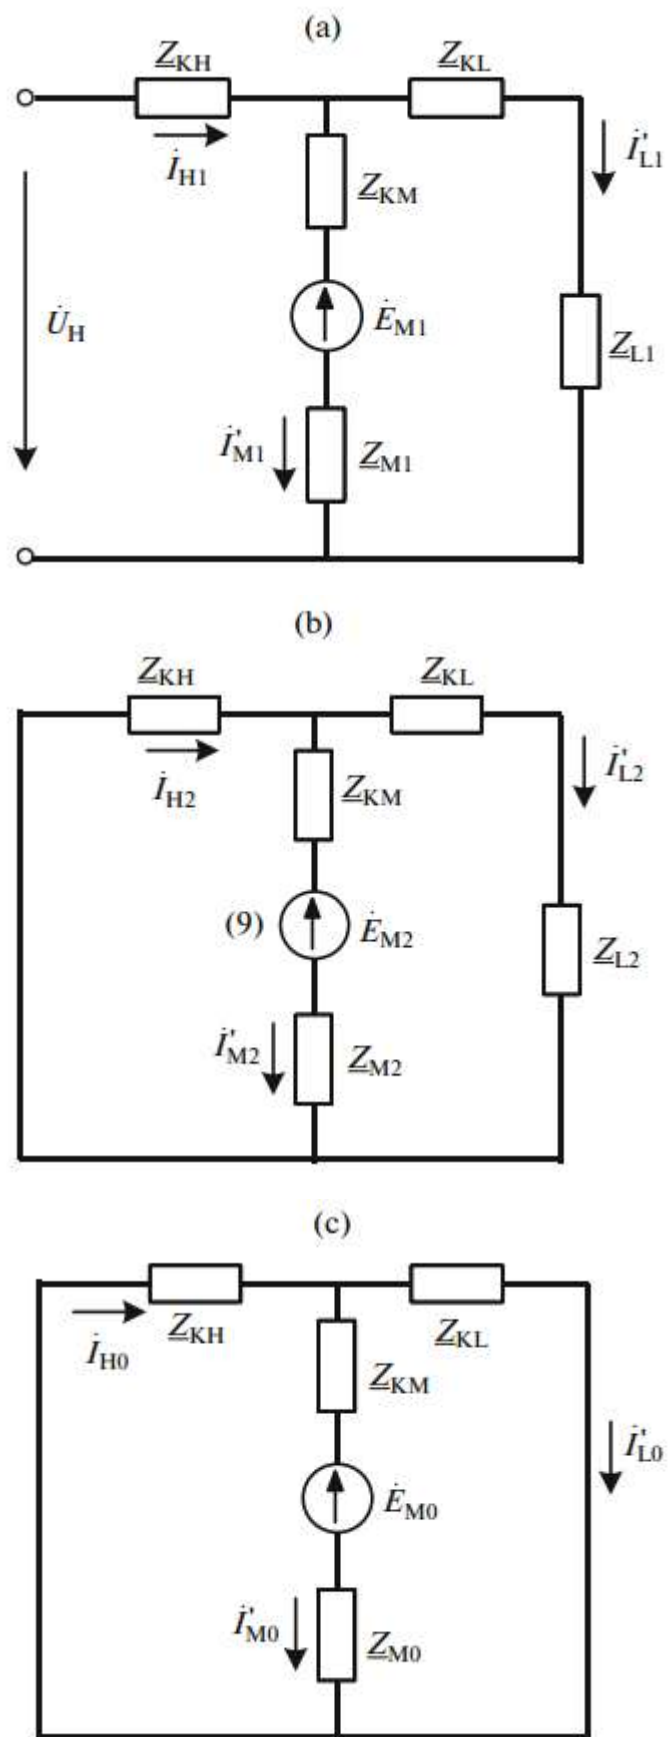 (a)
Z_KH Z_KL
İ_H1 İ'_L1
Z_KM
U̇_H Ė_M1 Z_L1
İ'_M1 Z_M1
(b)
Z_KH Z_KL
İ_H2 İ'_L2
Z_KM
(9) Ė_M2 Z_L2
İ'_M2 Z_M2
(c)
İ_H0 Z_KH Z_KL
Z_KM
İ'_L0
Ė_M0
İ'_M0 Z_M0